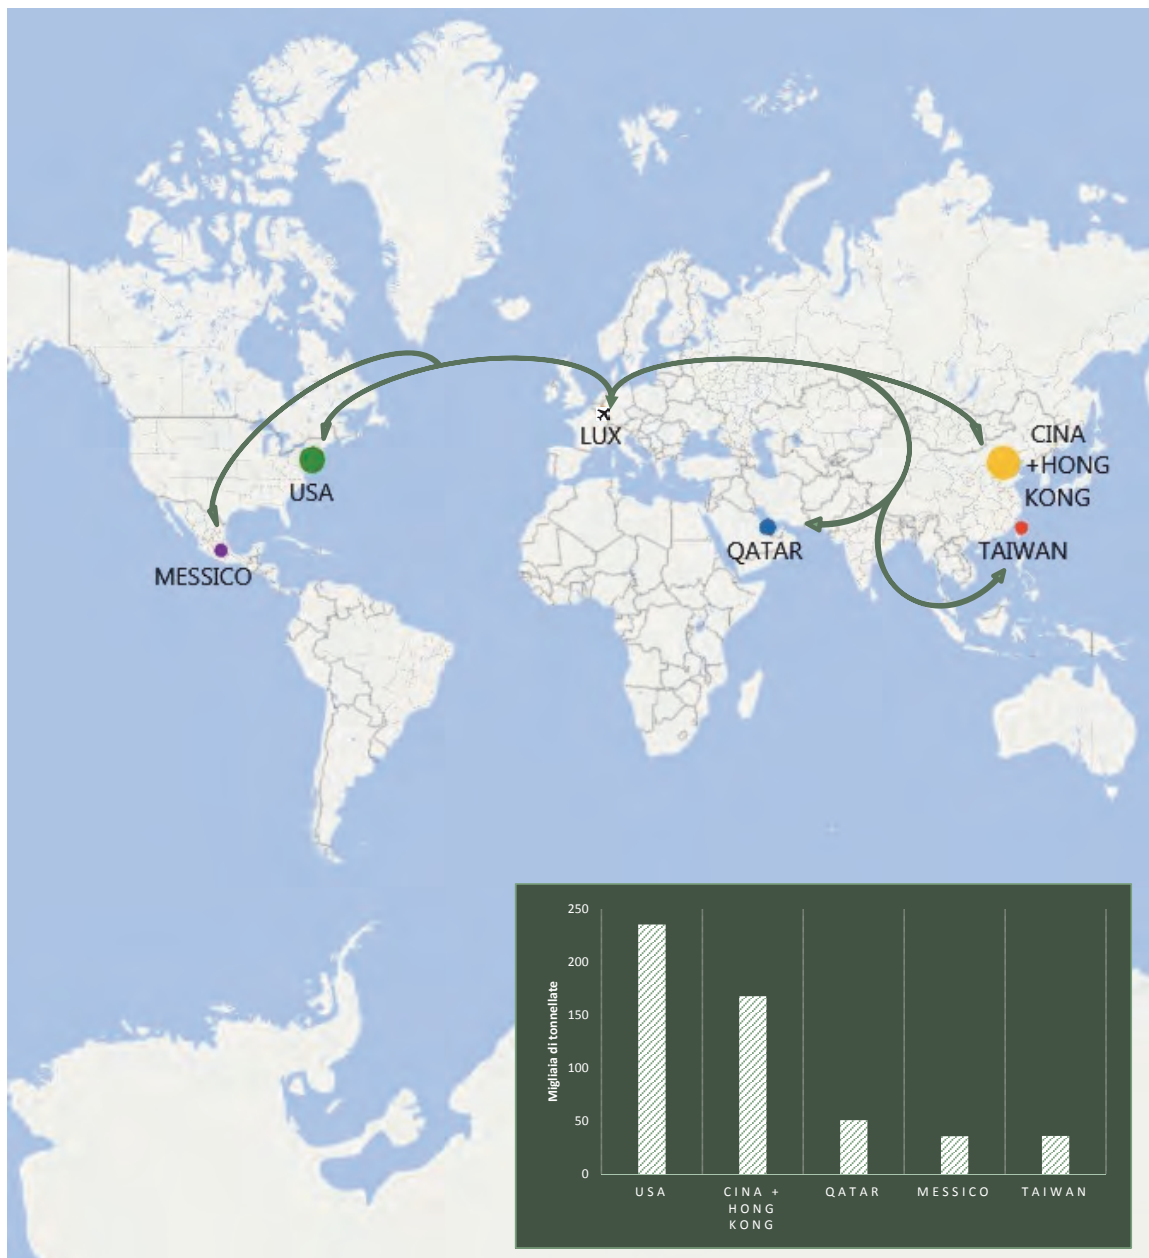 LUX
CINA
+HONG
KONG
USA
QATAR
TAIWAN
MESSICO
250
200
150
100
50
0
Migliaia di tonnellate
USA
CINA +
HONG
KONG
QATAR
MESSICO
TAIWAN